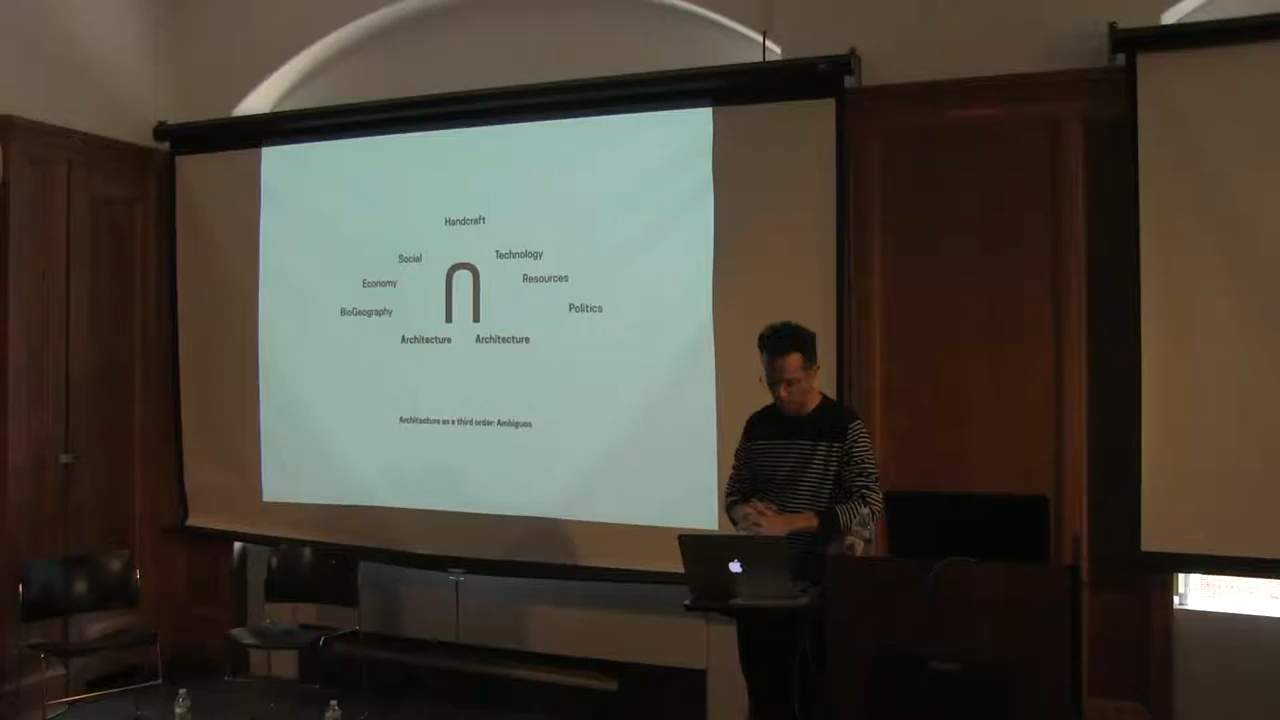 Handcraft
Social
Technology
Economy
Resources
BioGeography
Politics
Architecture
Architecture
Architecture as a third order: Ambiguos